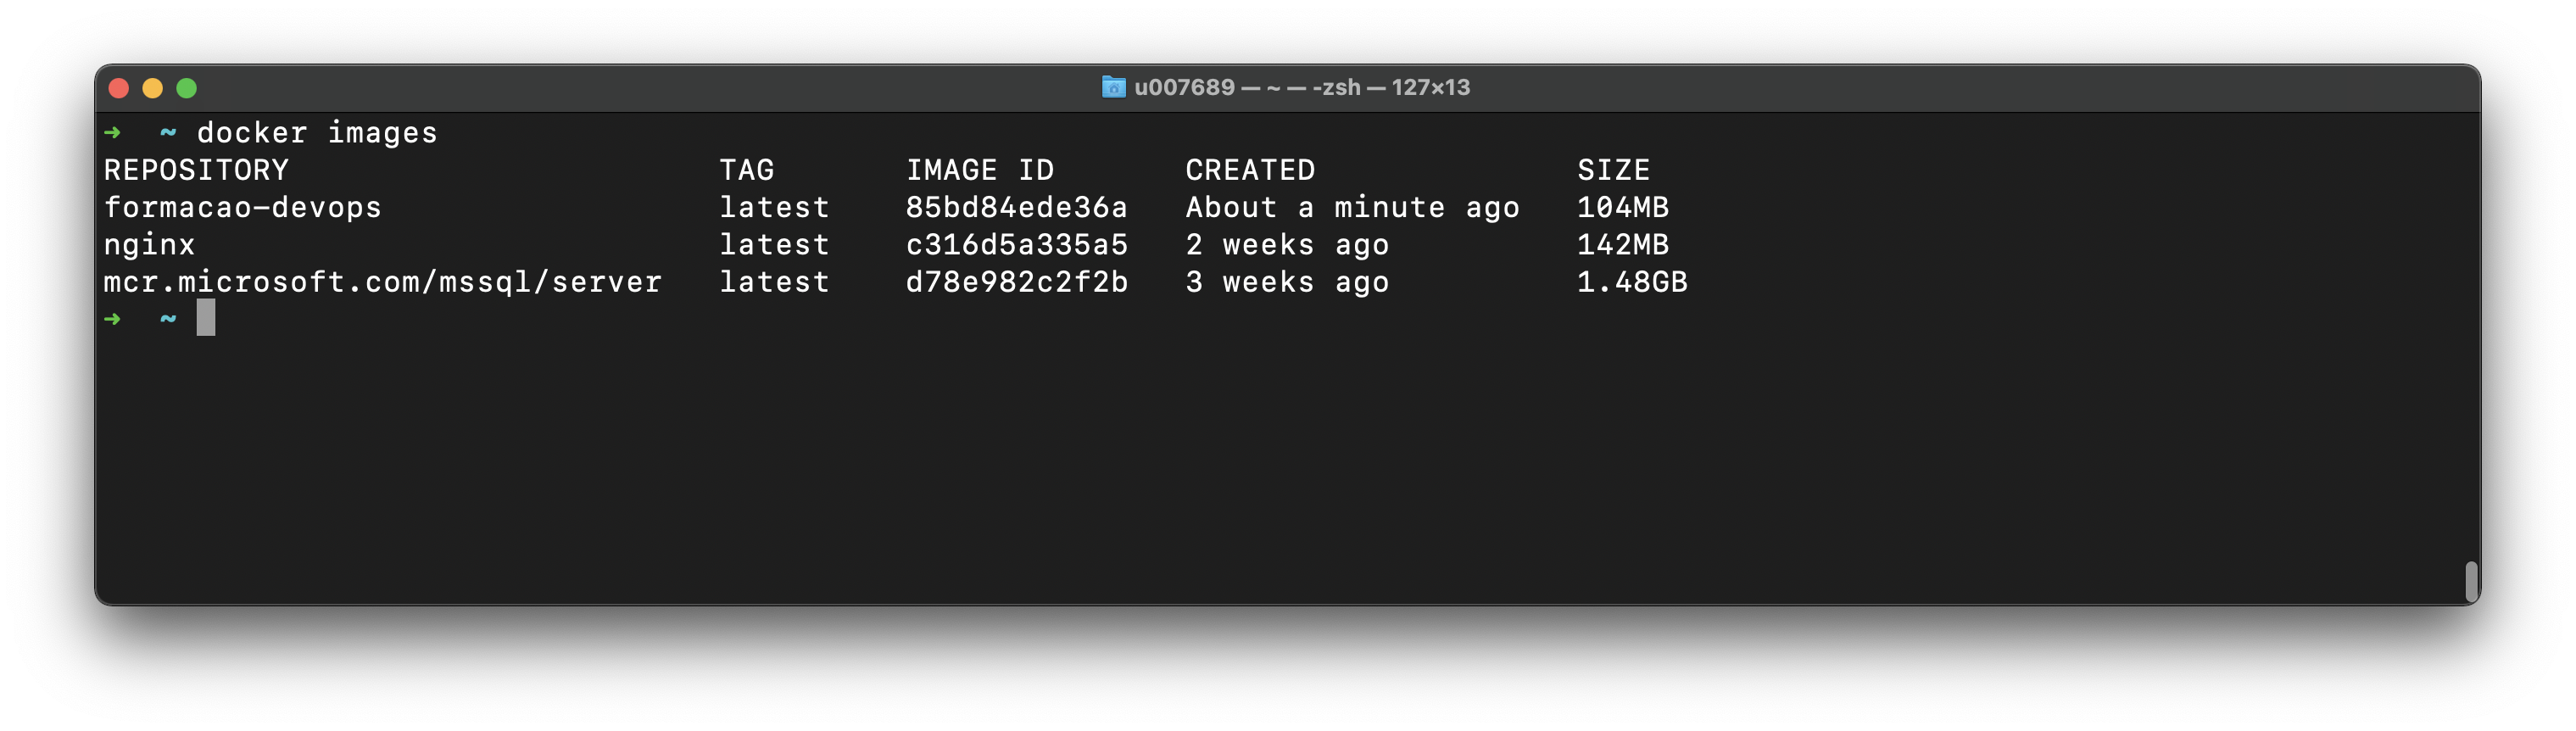 u007689 — ~ — -zsh — 127×13
➜  ~ docker images
REPOSITORY                       TAG       IMAGE ID       CREATED              SIZE
formacao-devops                  latest    85bd84ede36a   About a minute ago   104MB
nginx                            latest    c316d5a335a5   2 weeks ago          142MB
mcr.microsoft.com/mssql/server   latest    d78e982c2f2b   3 weeks ago          1.48GB
➜  ~